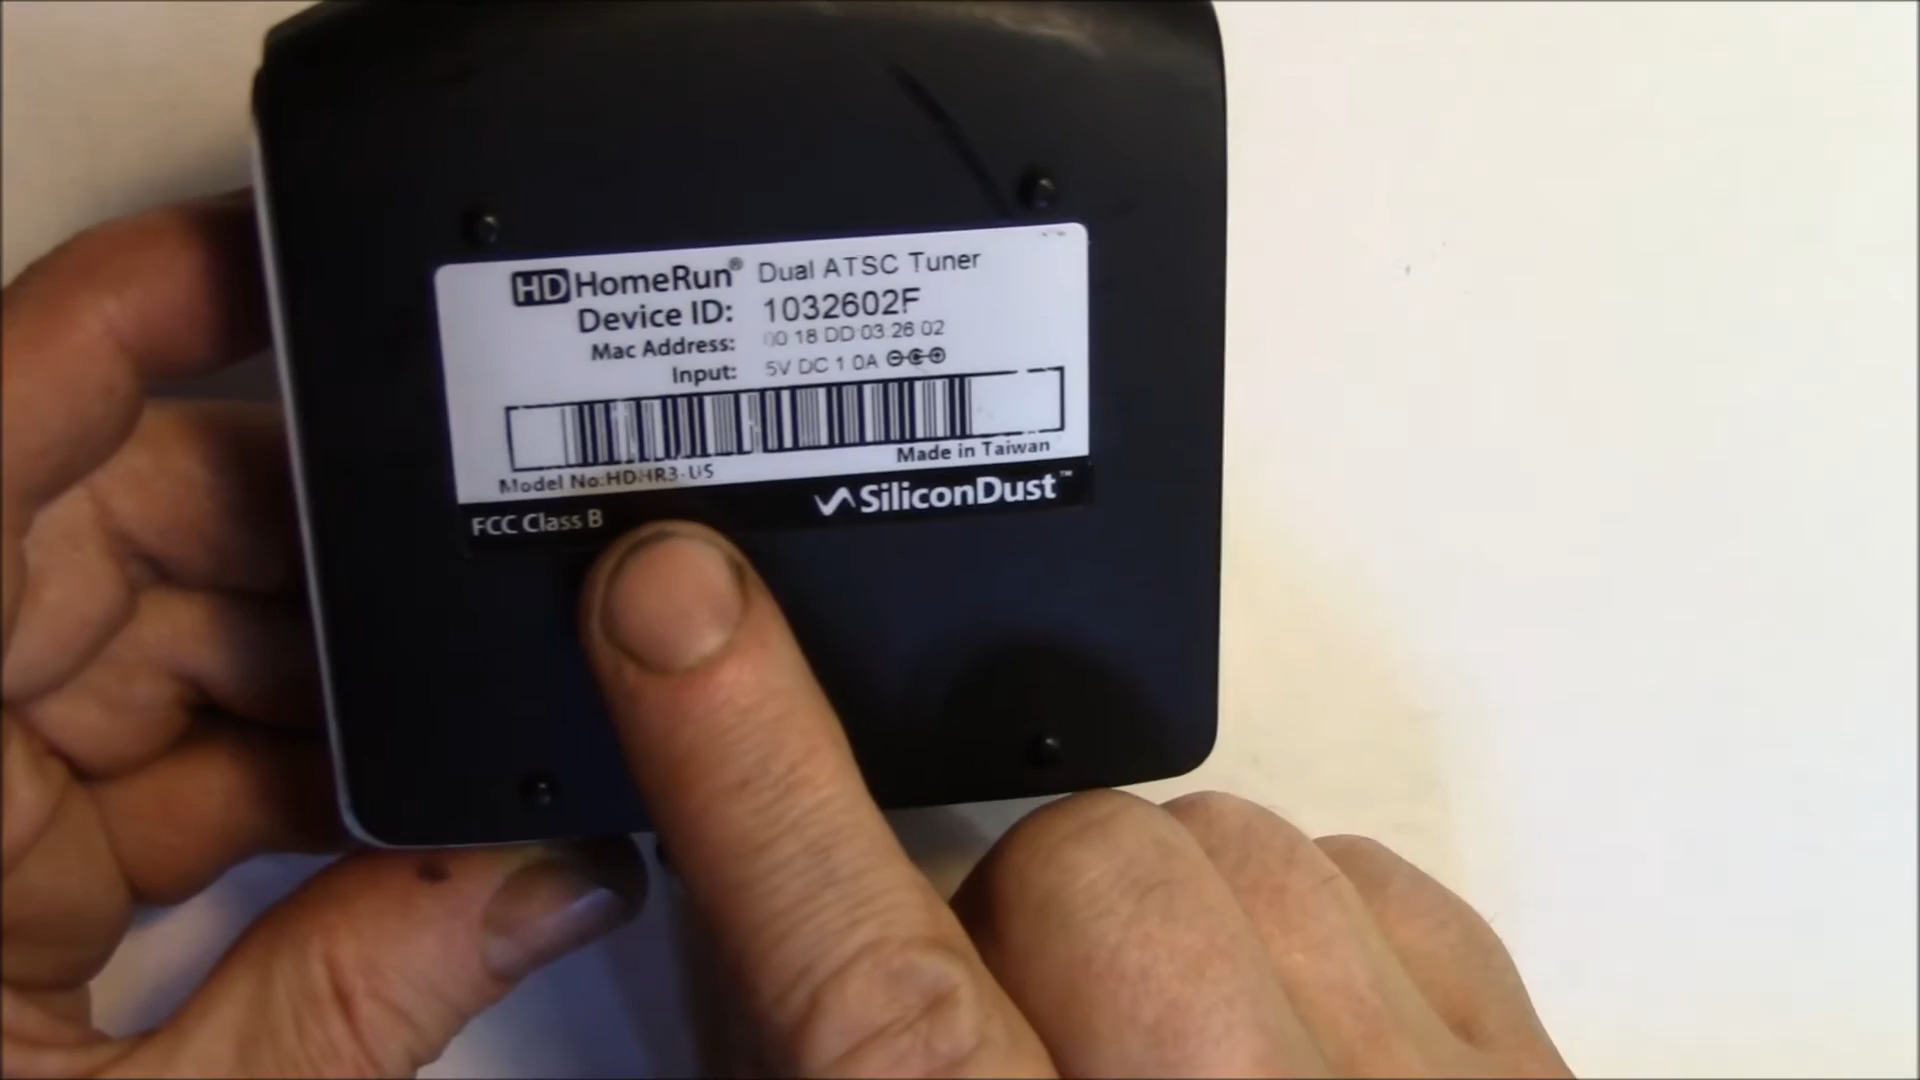 HDHomeRun® Dual ATSC Tuner
Device ID: 1032602F
Mac Address: 00 18 DD 03 26 02
Input: 5V DC 1 0A
Made in Taiwan
Model No:HDHR3-US
FCC Class B
SiliconDust™